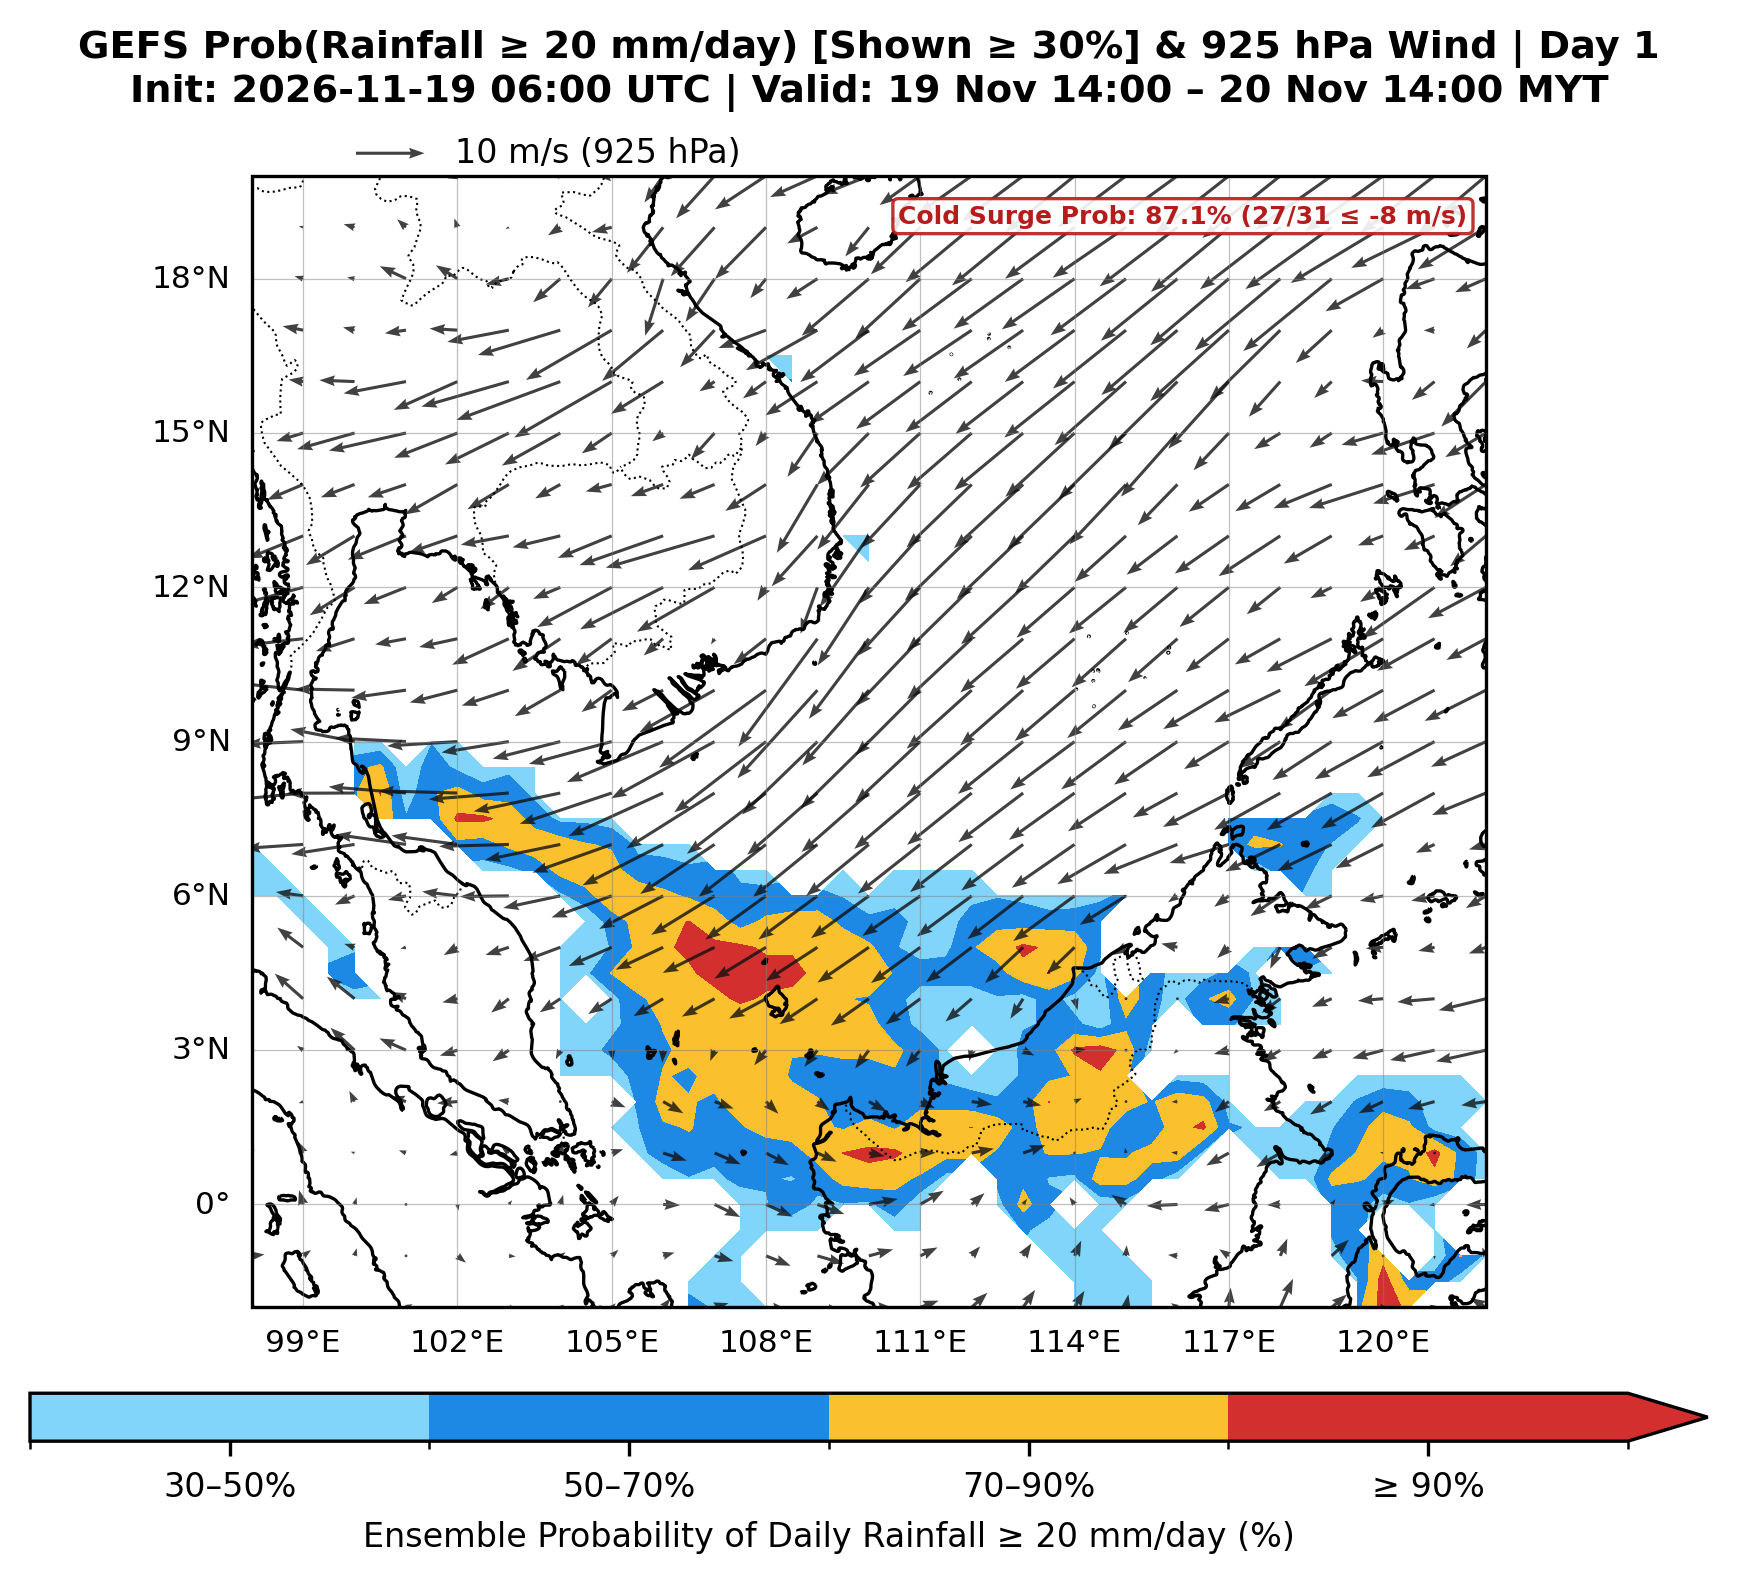 GEFS Prob(Rainfall ≥ 20 mm/day) [Shown ≥ 30%] & 925 hPa Wind | Day 1
Init: 2026-11-19 06:00 UTC | Valid: 19 Nov 14:00 – 20 Nov 14:00 MYT
10 m/s (925 hPa)
Cold Surge Prob: 87.1% (27/31 ≤ -8 m/s)
18°N
15°N
12°N
9°N
6°N
3°N
0°
99°E 102°E 105°E 108°E 111°E 114°E 117°E 120°E
30–50% 50–70% 70–90% ≥ 90%
Ensemble Probability of Daily Rainfall ≥ 20 mm/day (%)